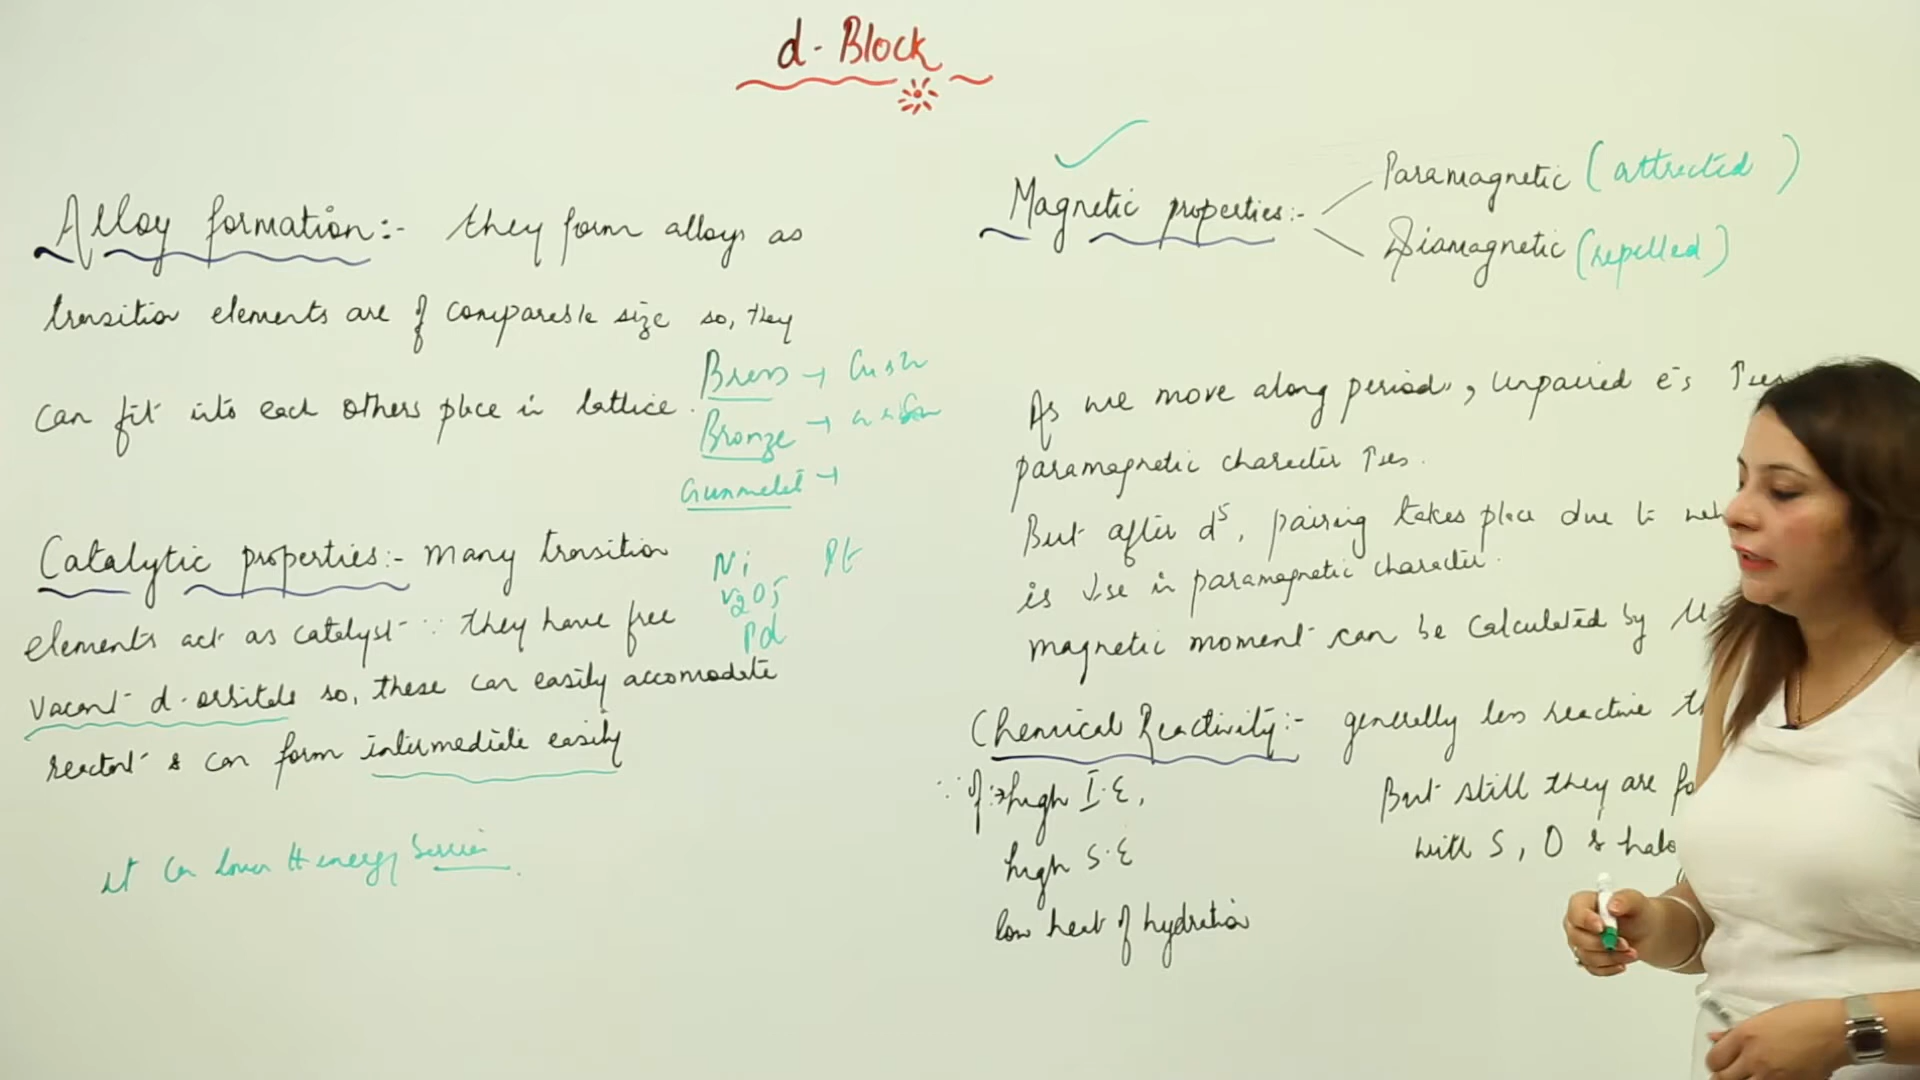 d-Block
Alloy formation:- they form alloys as
transition elements are of comparable size so, they
can fit into each others place in lattice.
Brass → Cu & Zn
Bronze →
Gunmetal →
Catalytic properties:- many transition
elements act as catalyst ∵ they have free
vacant d-orbitals so, these can easily accomodate
reactant & can form intermediate easily
Ni Pt
V2O5
Pd
it can lower energy barrier.
Magnetic properties:-
Paramagnetic (attracted)
Diamagnetic (repelled)
As we move along period, unpaired e's ↑ses
paramagnetic character ↑ses.
But after d⁵, pairing takes place due to
is ↓se in paramagnetic character.
magnetic moment can be calculated by
Chemical Reactivity:- generally less reactive
∵ of :→ high I.E,
high S.E
low heat of hydration
But still they are
with S, O &